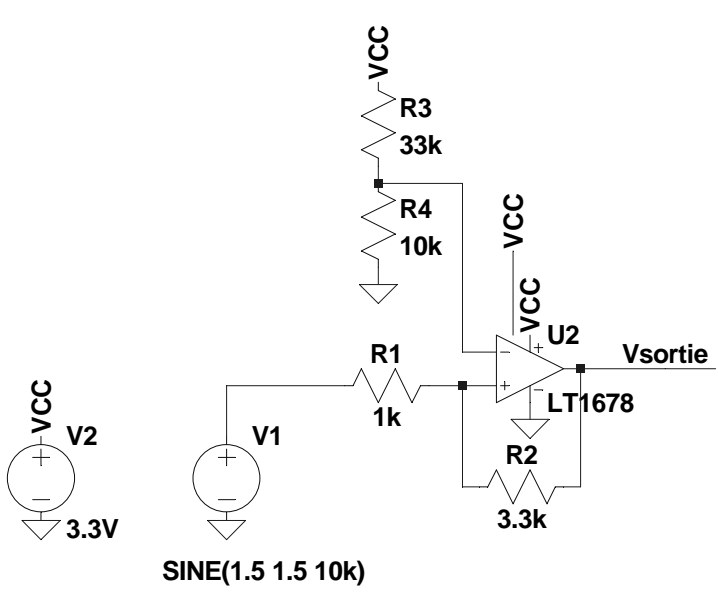 VCC
R3
33k
R4
10k
VCC
VCC
U2
Vsortie
LT1678
R1
1k
R2
3.3k
VCC
V2
3.3V
V1
SINE(1.5 1.5 10k)